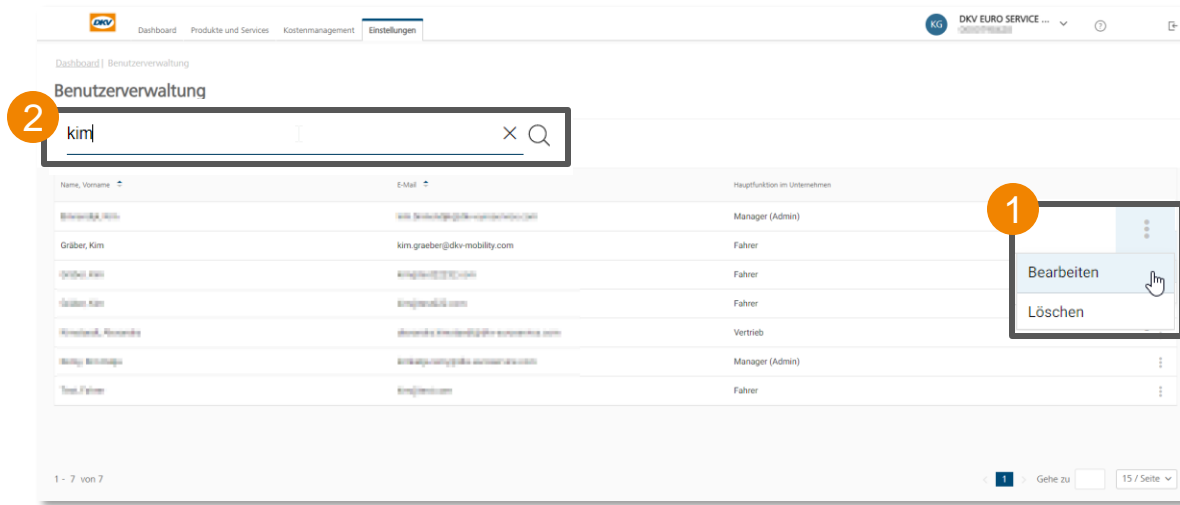 DKV
Dashboard Produkte und Services Kostenmanagement Einstellungen
KG DKV EURO SERVICE ...
Dashboard | Benutzerverwaltung
Benutzerverwaltung
2
kim
Name, Vorname E-Mail Hauptfunktion im Unternehmen
Manager (Admin)
1
Gräber, Kim kim.graeber@dkv-mobility.com Fahrer
Fahrer
Bearbeiten
Fahrer
Löschen
Vertrieb
Manager (Admin)
Fahrer
1 - 7 von 7
1 Gehe zu 15 / Seite